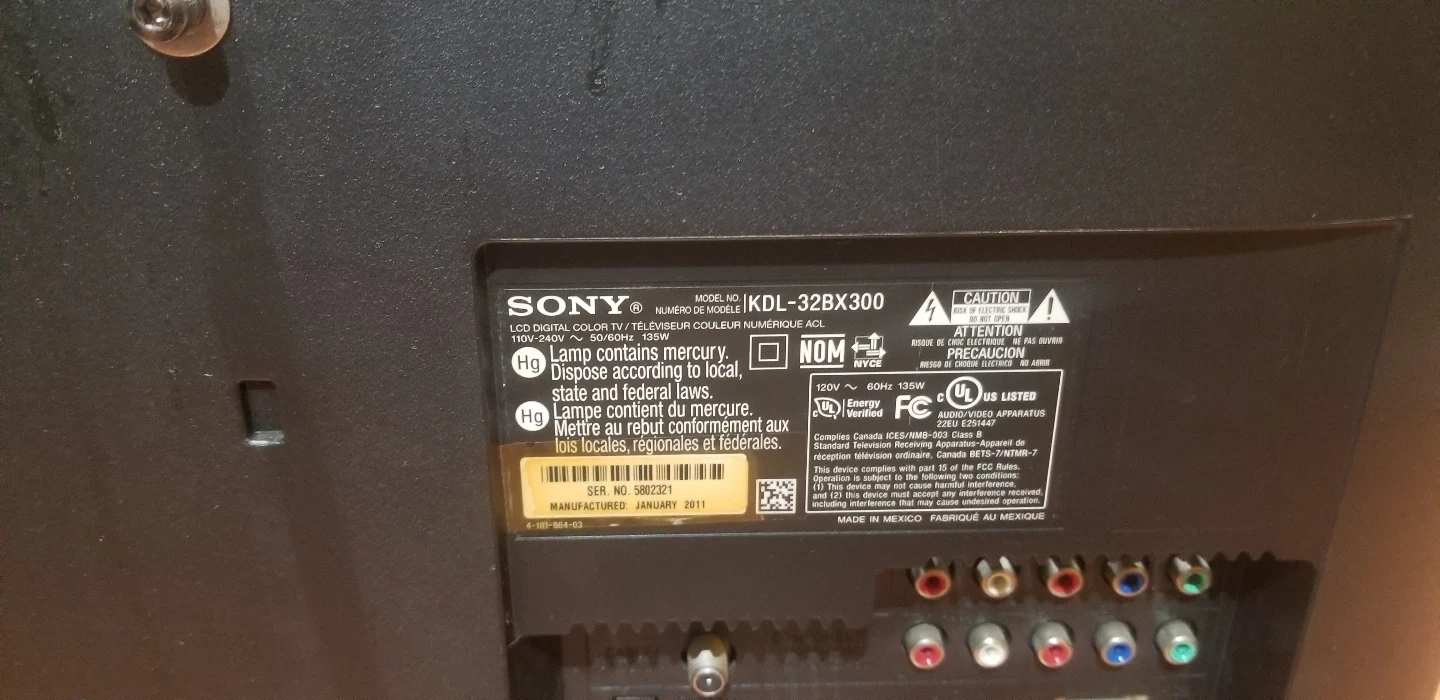 SONY® MODEL NO. NUMÉRO DE MODÈLE KDL-32BX300
LCD DIGITAL COLOR TV / TÉLÉVISEUR COULEUR NUMÉRIQUE ACL
110V-240V ~ 50/60Hz 135W
Hg Lamp contains mercury.
Dispose according to local,
state and federal laws.
Hg Lampe contient du mercure.
Mettre au rebut conformément aux
lois locales, régionales et fédérales.
SER. NO. 5802321
MANUFACTURED: JANUARY 2011
4-181-564-03
NOM
NYCE
CAUTION
RISK OF ELECTRIC SHOCK
DO NOT OPEN
ATTENTION
RISQUE DE CHOC ELECTRIQUE NE PAS OUVRIR
PRECAUCION
RIESGO DE CHOQUE ELECTRICO NO ABRIR
120V ~ 60Hz 135W
c UL Energy Verified
FC
c UL US LISTED
AUDIO/VIDEO APPARATUS
22EU E251447
Complies Canada ICES/NMB-003 Class B
Standard Television Receiving Apparatus-Appareil de
réception télévision ordinaire, Canada BETS-7/NTMR-7
This device complies with part 15 of the FCC Rules.
Operation is subject to the following two conditions:
(1) This device may not cause harmful interference,
and (2) this device must accept any interference received,
including interference that may cause undesired operation.
MADE IN MEXICO FABRIQUÉ AU MEXIQUE